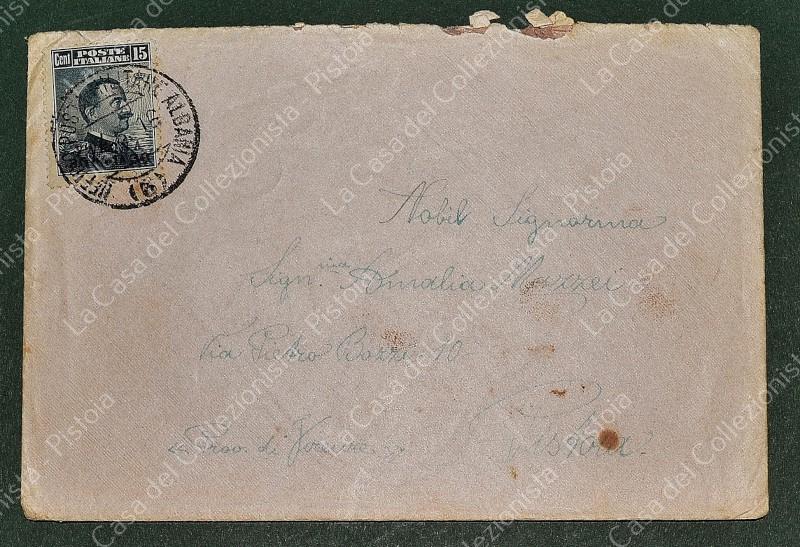 Cent POSTE ITALIANE 15
ALBANIA
Nobil Signorina
Sign.ina Amalia Mazzei
Via Pietro Bozzi 10
Pistoia
Prov. di Firenze
La Casa del Collezionista - Pistoia